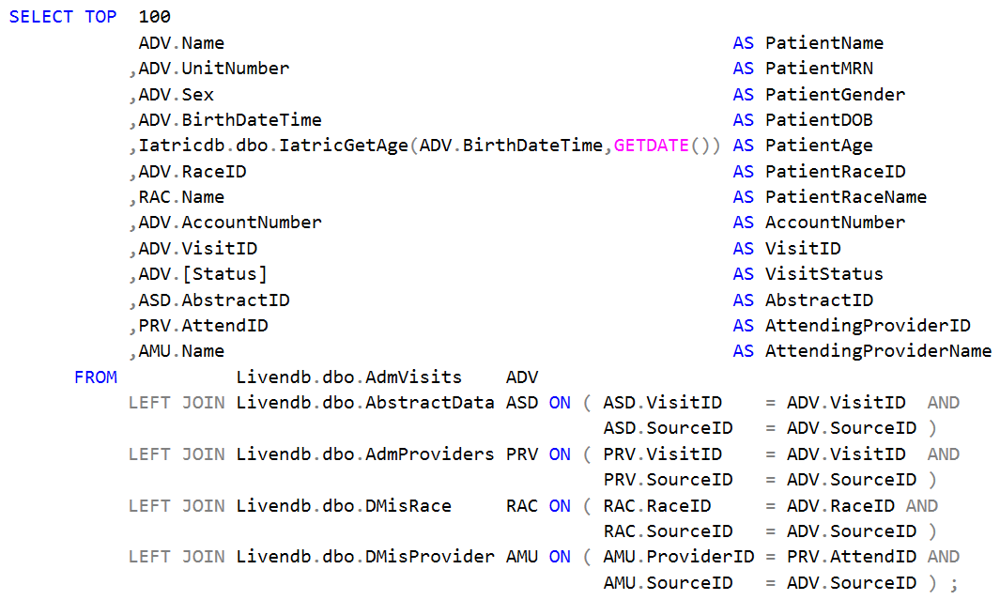 SELECT TOP 100
ADV.Name AS PatientName
,ADV.UnitNumber AS PatientMRN
,ADV.Sex AS PatientGender
,ADV.BirthDateTime AS PatientDOB
,Iatricdb.dbo.IatricGetAge(ADV.BirthDateTime,GETDATE()) AS PatientAge
,ADV.RaceID AS PatientRaceID
,RAC.Name AS PatientRaceName
,ADV.AccountNumber AS AccountNumber
,ADV.VisitID AS VisitID
,ADV.[Status] AS VisitStatus
,ASD.AbstractID AS AbstractID
,PRV.AttendID AS AttendingProviderID
,AMU.Name AS AttendingProviderName
FROM Livendb.dbo.AdmVisits ADV
LEFT JOIN Livendb.dbo.AbstractData ASD ON ( ASD.VisitID = ADV.VisitID AND
ASD.SourceID = ADV.SourceID )
LEFT JOIN Livendb.dbo.AdmProviders PRV ON ( PRV.VisitID = ADV.VisitID AND
PRV.SourceID = ADV.SourceID )
LEFT JOIN Livendb.dbo.DMisRace RAC ON ( RAC.RaceID = ADV.RaceID AND
RAC.SourceID = ADV.SourceID )
LEFT JOIN Livendb.dbo.DMisProvider AMU ON ( AMU.ProviderID = PRV.AttendID AND
AMU.SourceID = ADV.SourceID ) ;